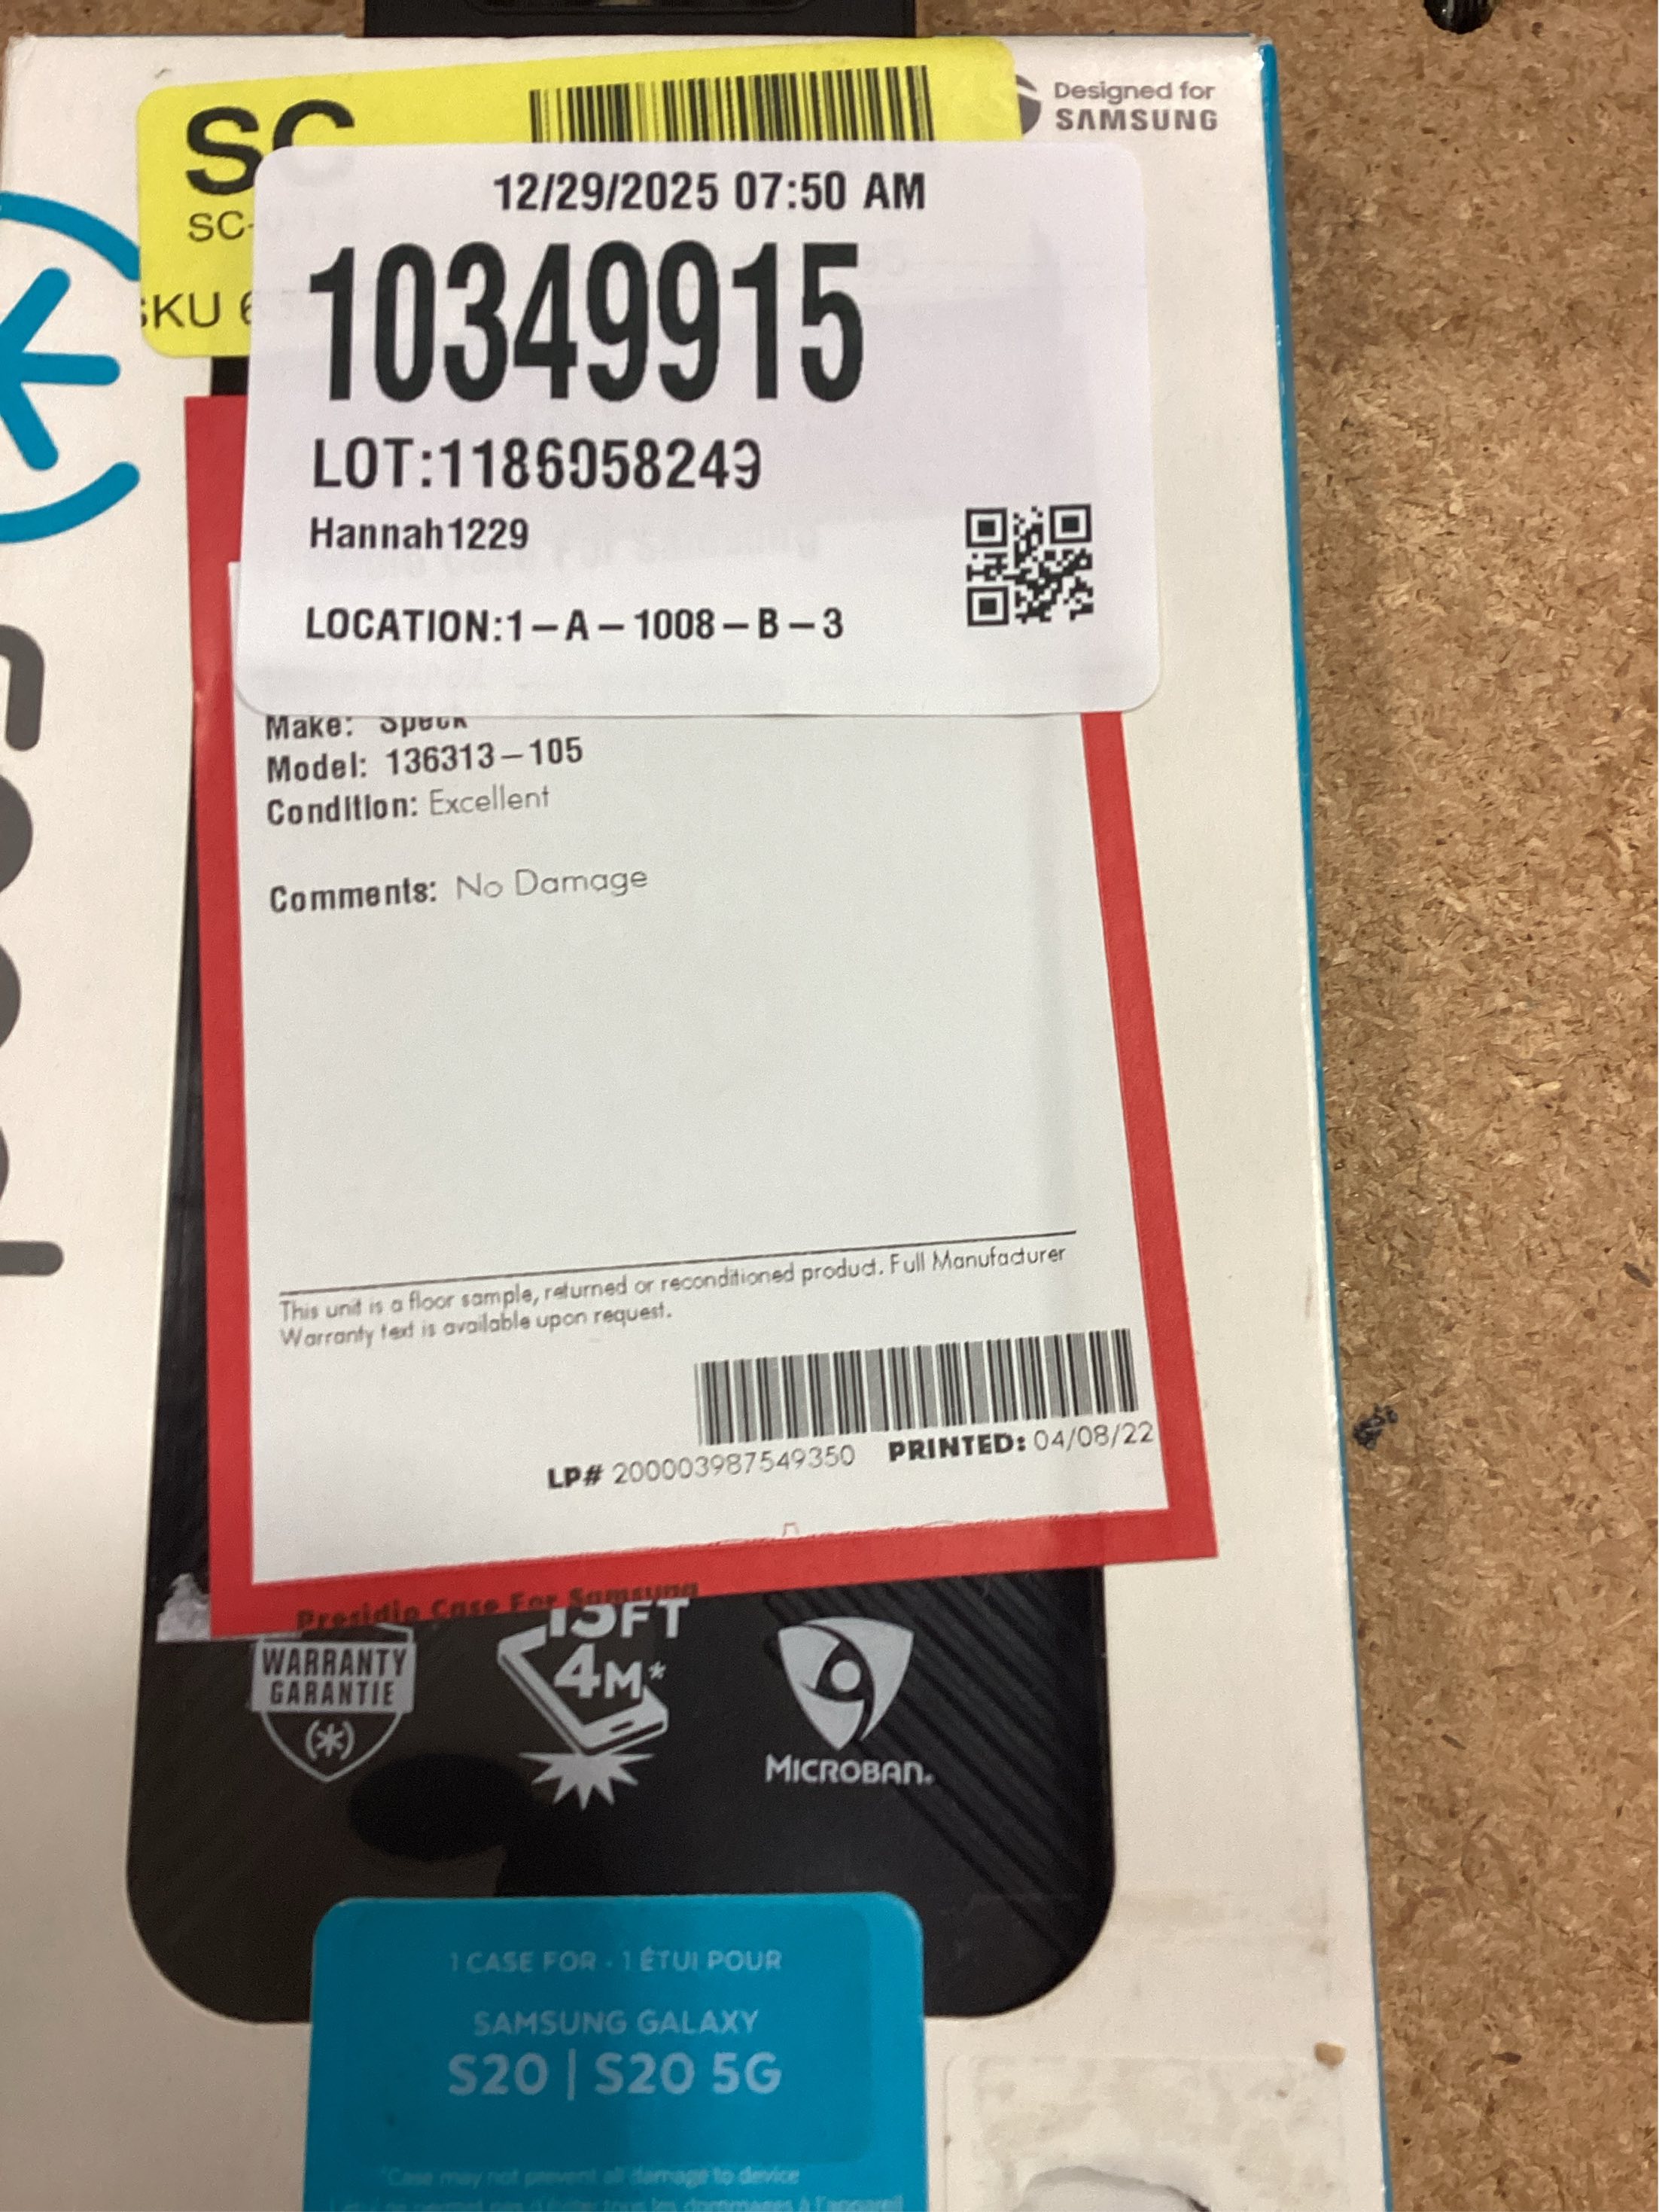 Designed for
SAMSUNG
SC
12/29/2025 07:50 AM
10349915
SKU
LOT:1186058249
Hannah1229
LOCATION:1-A-1008-B-3
Make: Speck
Model: 136313-105
Condition: Excellent
Comments: No Damage
This unit is a floor sample, returned or reconditioned product. Full Manufacturer
Warranty text is available upon request.
LP# 200003987549350 PRINTED: 04/08/22
Presidio Case For Samsung
WARRANTY
GARANTIE
15FT
4M*
MICROBAN®
1 CASE FOR · 1 ÉTUI POUR
SAMSUNG GALAXY
S20 | S20 5G
*Case may not prevent all damage to device